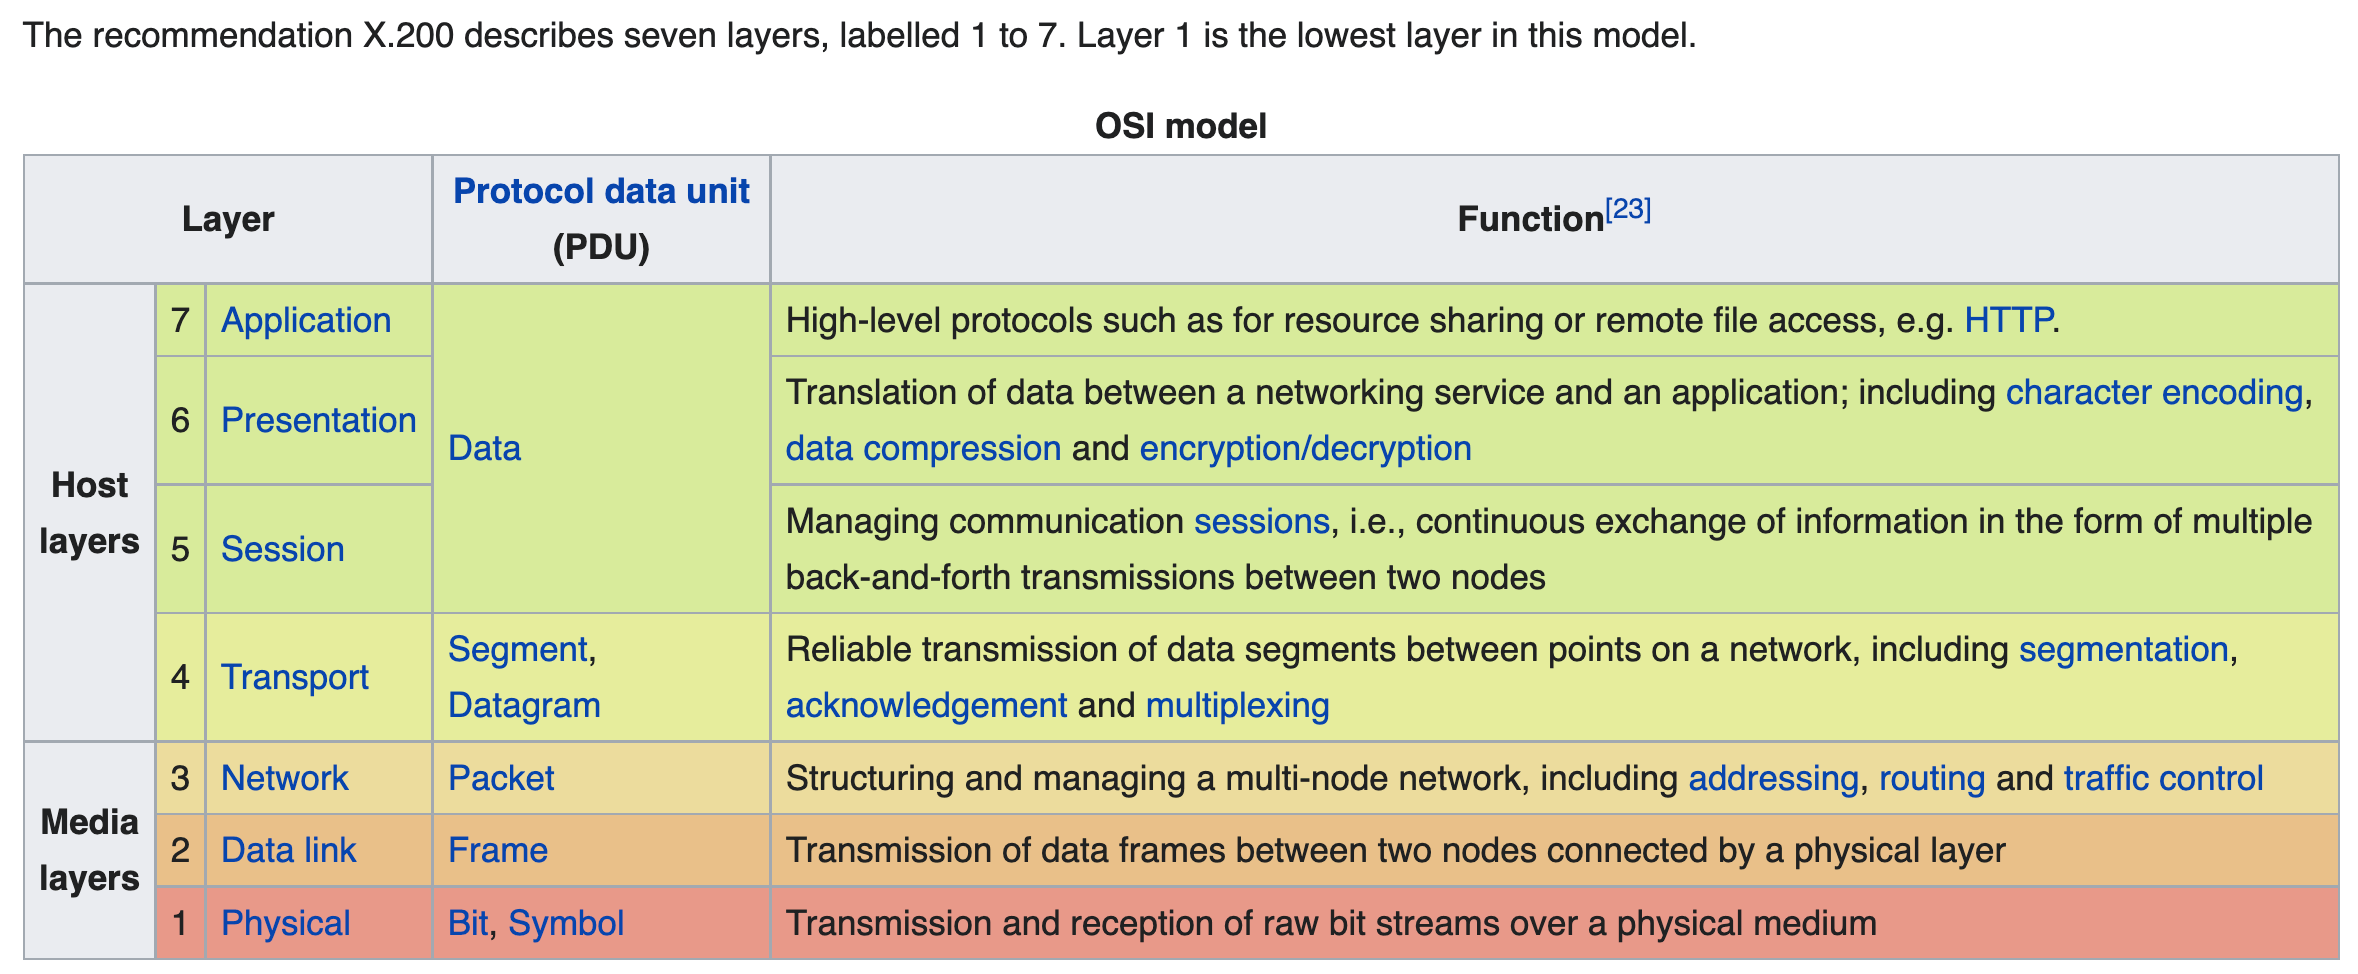 The recommendation X.200 describes seven layers, labelled 1 to 7. Layer 1 is the lowest layer in this model.
OSI model
Layer
Protocol data unit
(PDU)
Function[23]
Host
layers
7
Application
Data
High-level protocols such as for resource sharing or remote file access, e.g. HTTP.
6
Presentation
Translation of data between a networking service and an application; including character encoding,
data compression and encryption/decryption
5
Session
Managing communication sessions, i.e., continuous exchange of information in the form of multiple
back-and-forth transmissions between two nodes
4
Transport
Segment,
Datagram
Reliable transmission of data segments between points on a network, including segmentation,
acknowledgement and multiplexing
Media
layers
3
Network
Packet
Structuring and managing a multi-node network, including addressing, routing and traffic control
2
Data link
Frame
Transmission of data frames between two nodes connected by a physical layer
1
Physical
Bit, Symbol
Transmission and reception of raw bit streams over a physical medium